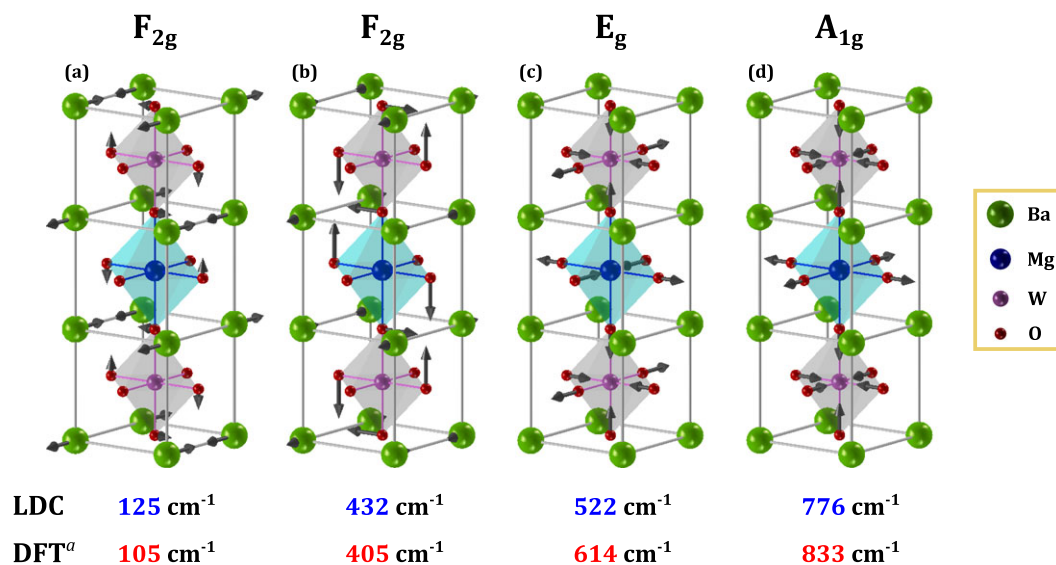 F2g F2g Eg A1g
(a) (b) (c) (d)
Ba
Mg
W
O
LDC 125 cm-1 432 cm-1 522 cm-1 776 cm-1
DFTa 105 cm-1 405 cm-1 614 cm-1 833 cm-1